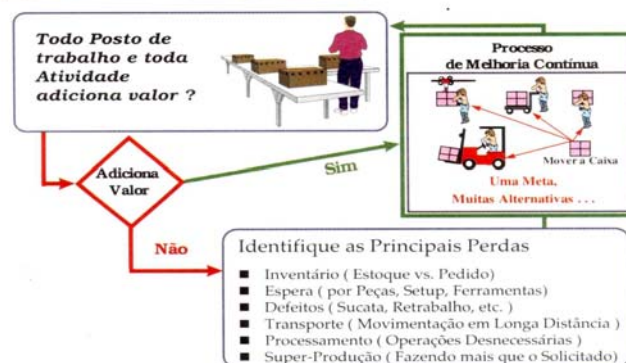 Todo Posto de
trabalho e toda
Atividade
adiciona valor ?
Processo
de Melhoria Contínua
Mover a Caixa
Uma Meta,
Muitas Alternativas . . .
Adiciona
Valor
Sim
Não
Identifique as Principais Perdas
■ Inventário ( Estoque vs. Pedido)
■ Espera ( por Peças, Setup, Ferramentas)
■ Defeitos ( Sucata, Retrabalho, etc. )
■ Transporte ( Movimentação em Longa Distância )
■ Processamento ( Operações Desnecessárias )
■ Super-Produção ( Fazendo mais que o Solicitado)